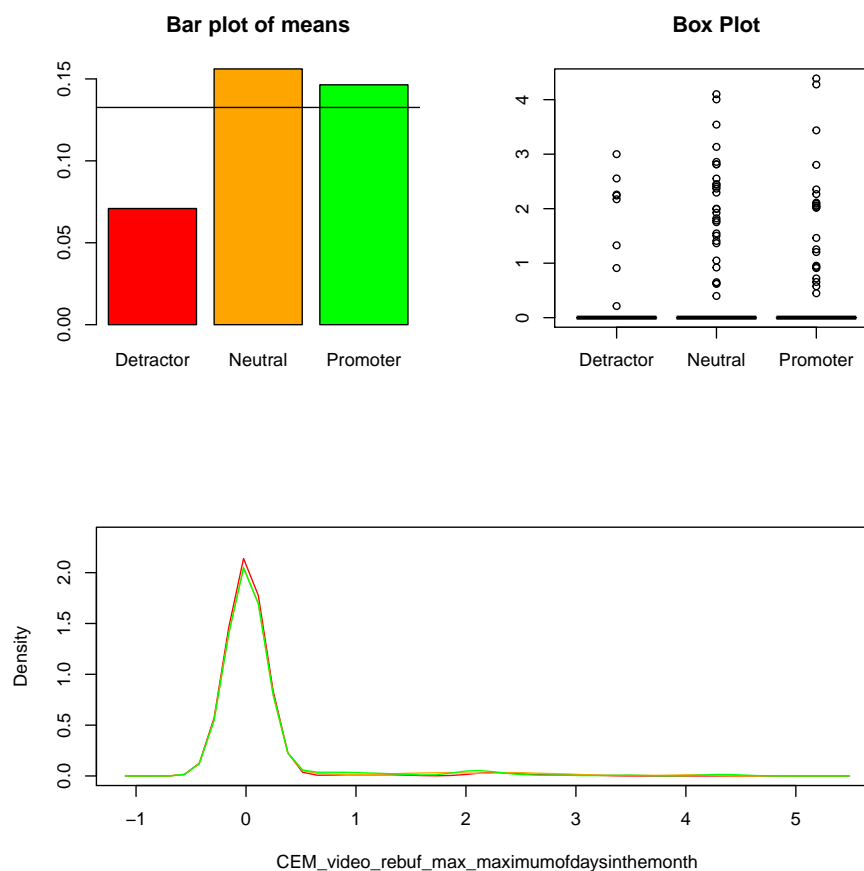 Bar plot of means
0.15
0.10
0.05
0.00
Detractor Neutral Promoter
Box Plot
4
3
2
1
0
Detractor Neutral Promoter
Density
2.0
1.5
1.0
0.5
0.0
−1 0 1 2 3 4 5
CEM_video_rebuf_max_maximumofdaysinthemonth